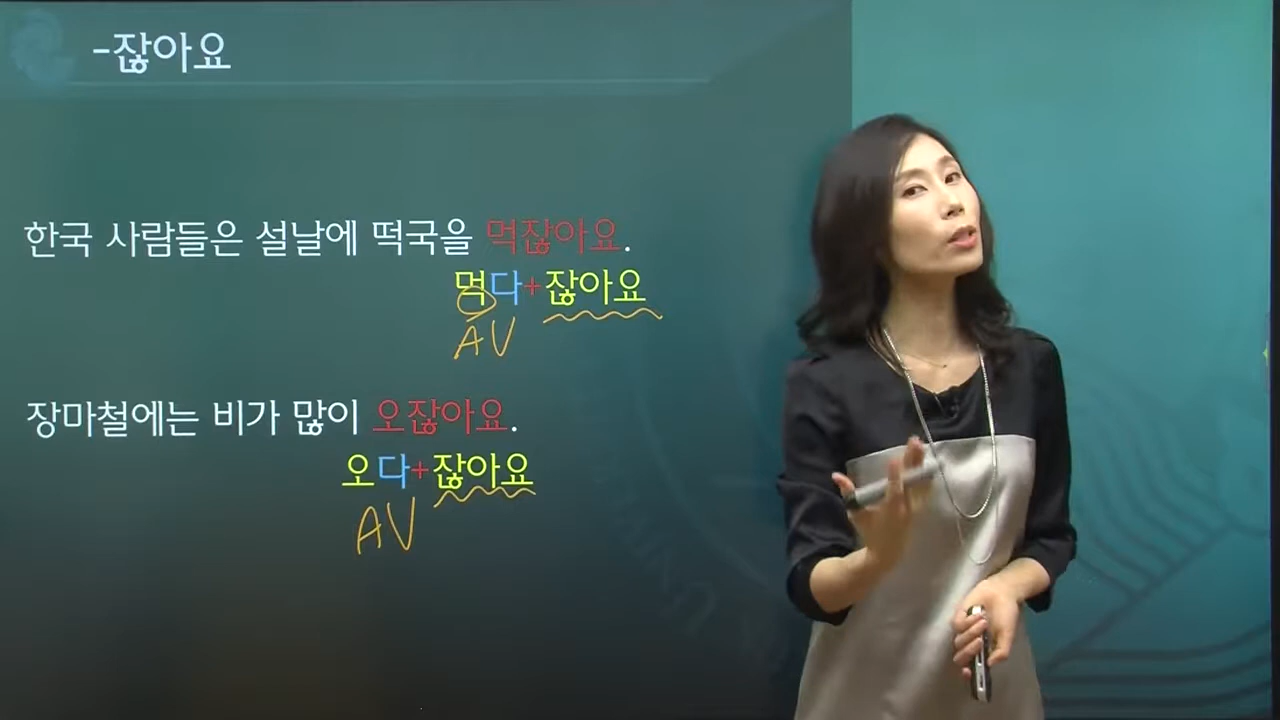 -잖아요
한국 사람들은 설날에 떡국을 먹잖아요.
먹다+잖아요
AV
장마철에는 비가 많이 오잖아요.
오다+잖아요
AV